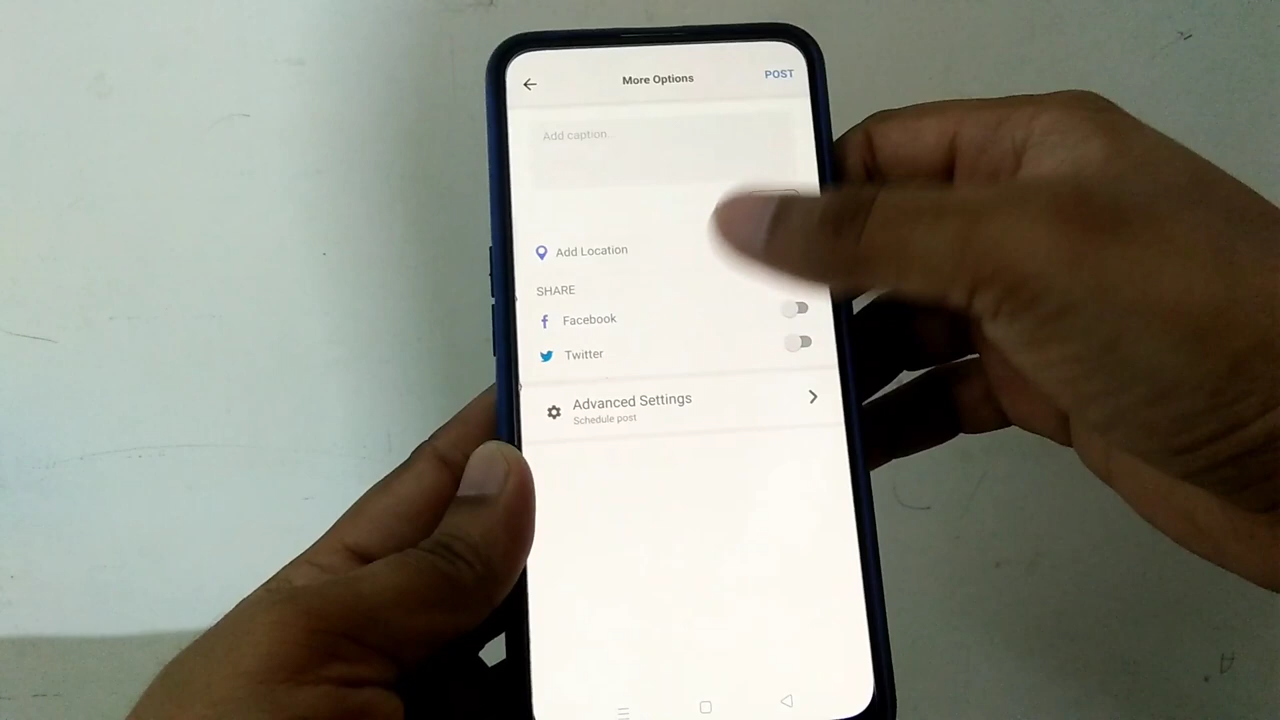 More Options
POST
Add caption..
Add Location
SHARE
Facebook
Twitter
Advanced Settings
Schedule post